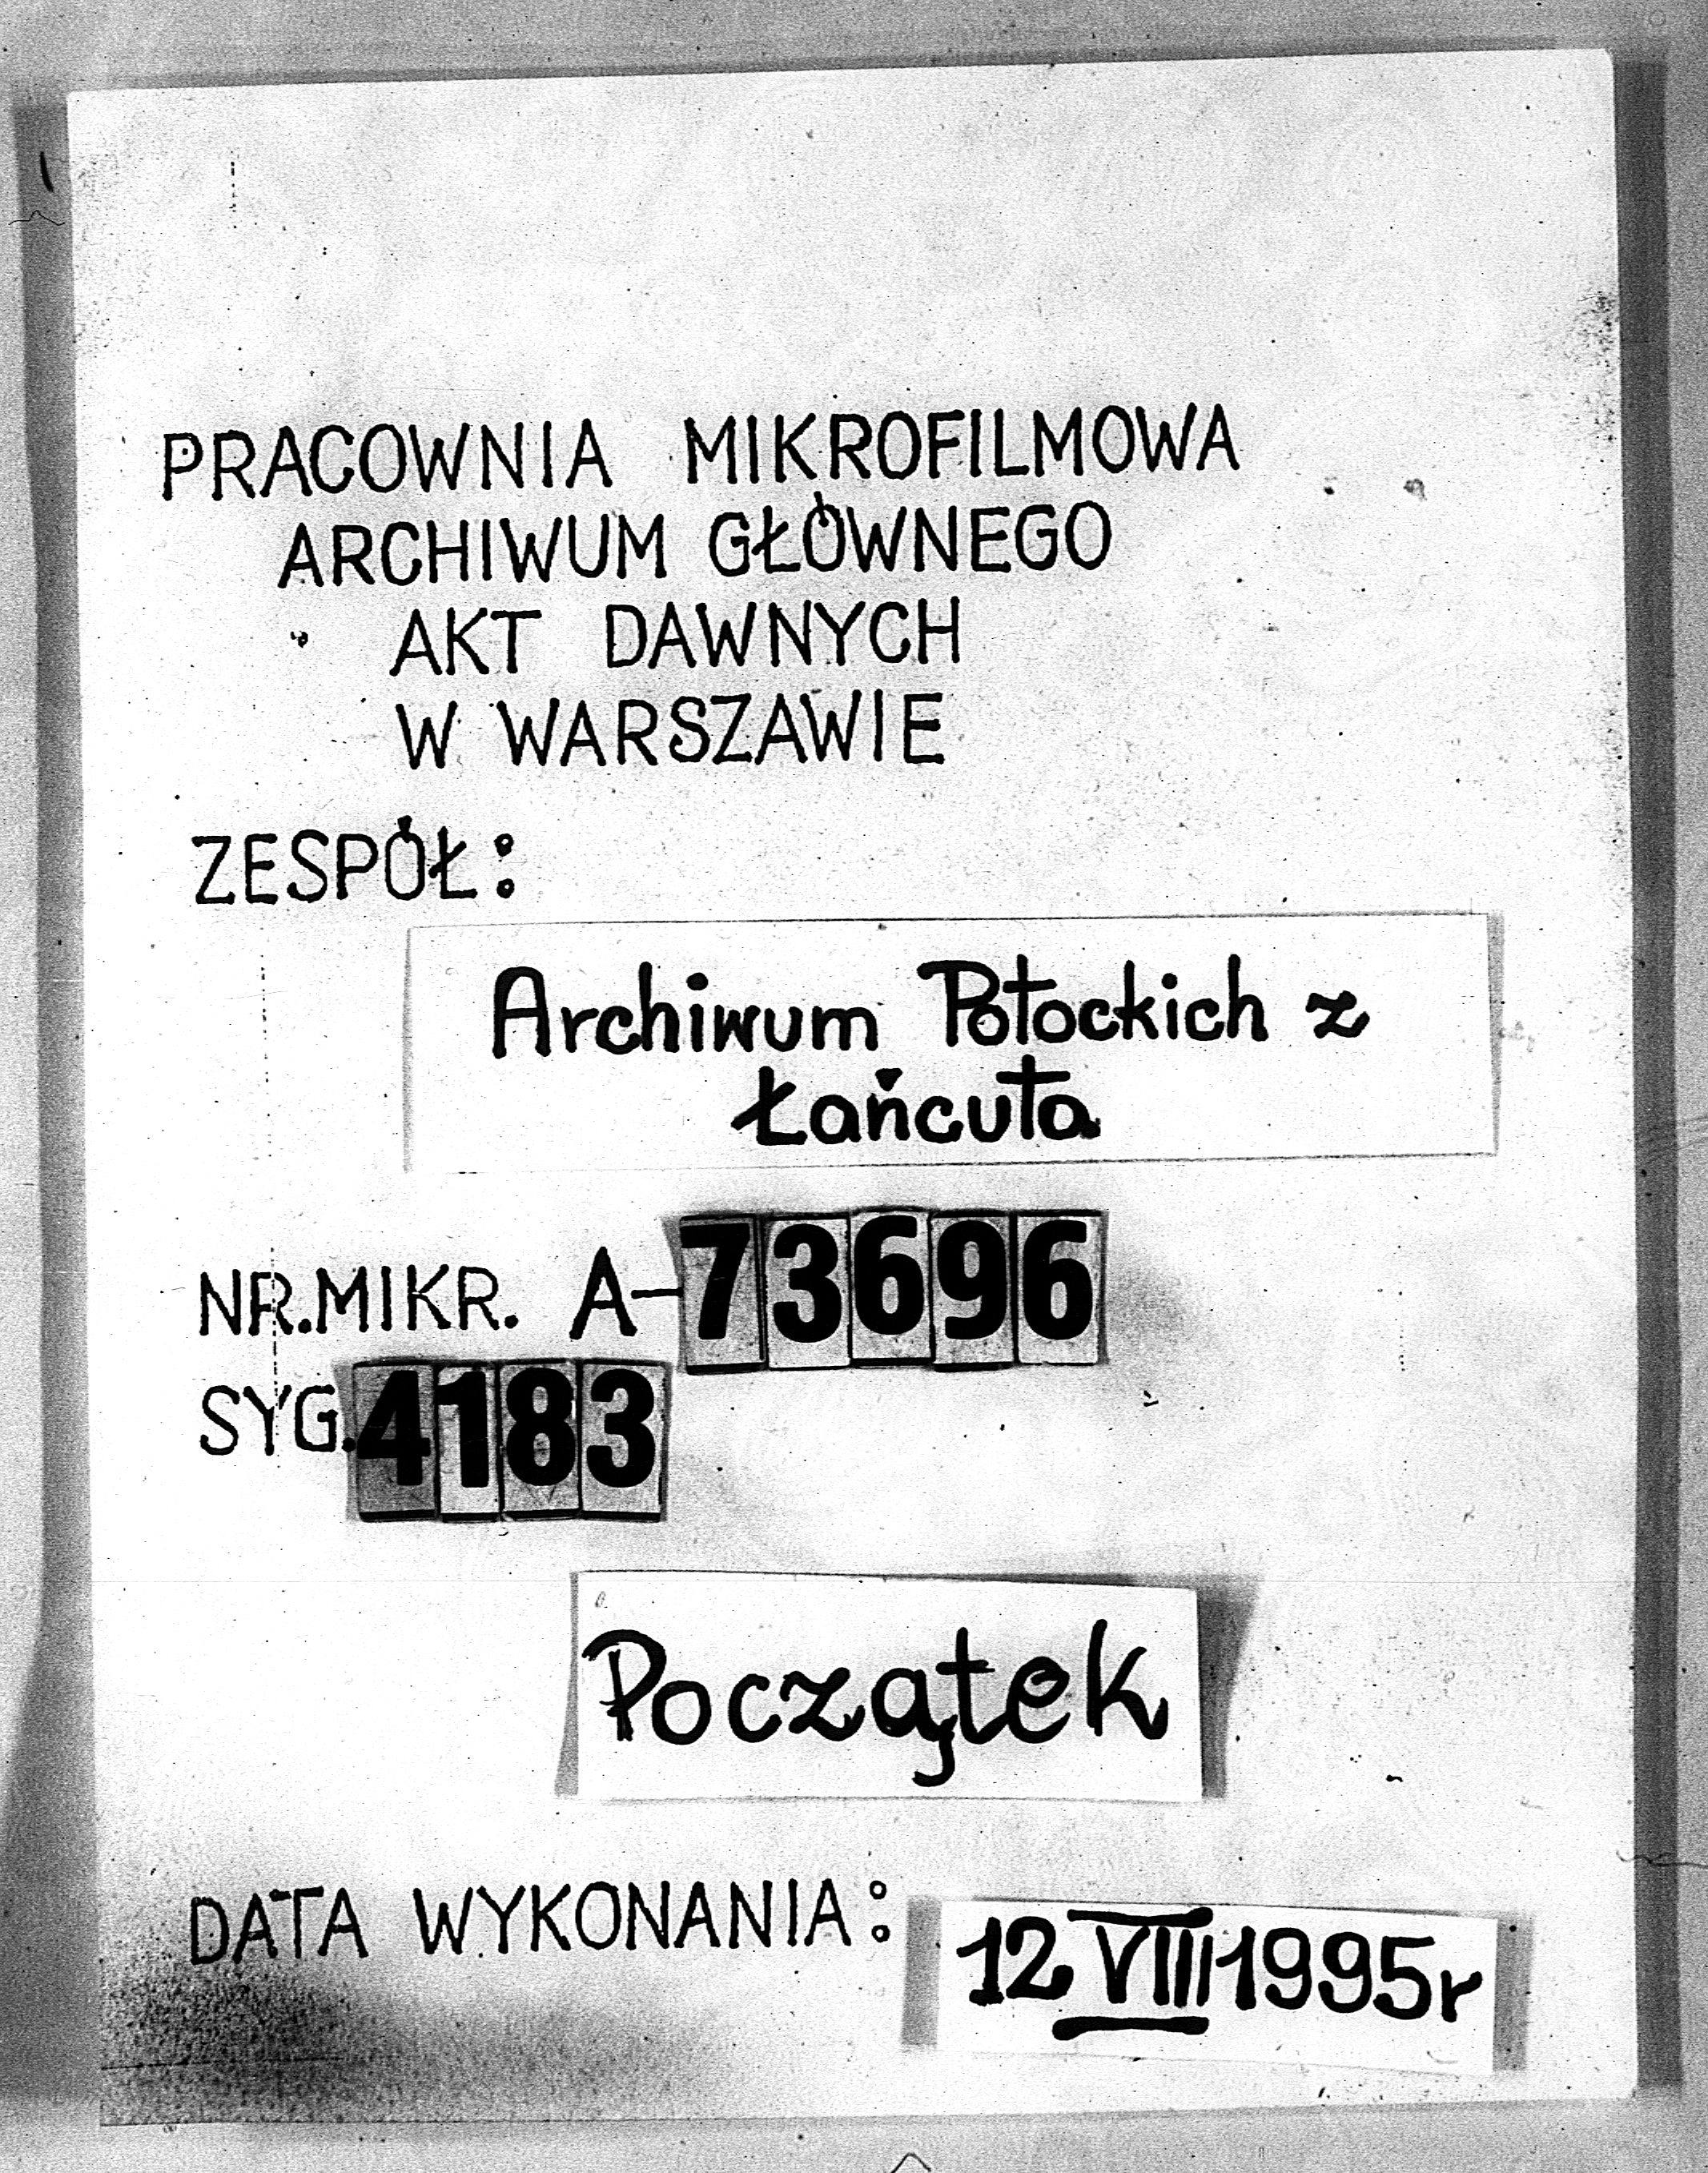 PRACOWNIA MIKROFILMOWA
ARCHIWUM GŁÓWNEGO
AKT DAWNYCH
W WARSZAWIE
ZESPÓŁ:
Archiwum Potockich z
Łańcuta
NR.MIKR. A-73696
SYG.4183
Początek
DATA WYKONANIA: 12 VIII 1995r